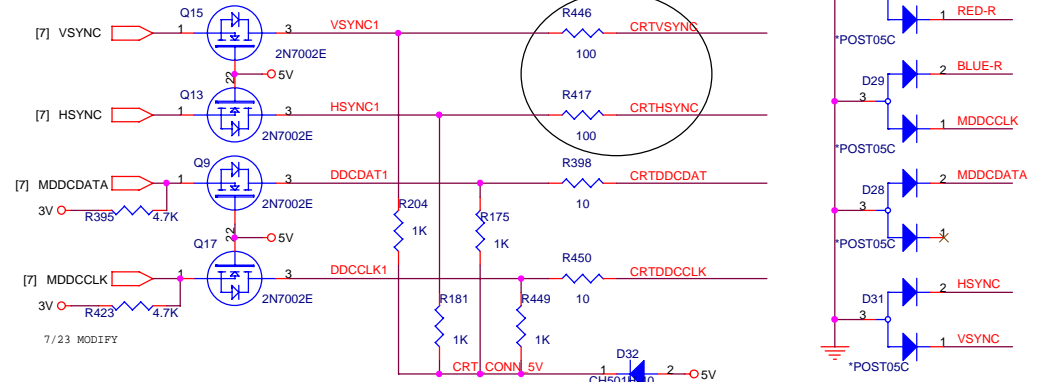 Q15
[7] VSYNC 1 3 VSYNC1 R446 CRTVSYNC
2N7002E 100
2 5V
2
Q13
[7] HSYNC 1 3 HSYNC1 R417 CRTHSYNC
2N7002E 100
Q9
[7] MDDCDATA 1 3 DDCDAT1 R398 CRTDDCDAT
3V R395 4.7K 2N7002E 10
R204 R175
1K 1K
2 5V
2
Q17
[7] MDDCCLK 1 3 DDCCLK1 R450 CRTDDCCLK
3V R423 4.7K 2N7002E 10
R181 R449
1K 1K
7/23 MODIFY
CRT_CONN_5V 1 D32 2 5V
1 RED-R
*POST05C
D29 2 BLUE-R
3
1 MDDCCLK
*POST05C
D28 2 MDDCDATA
3
1
*POST05C
D31 2 HSYNC
3
1 VSYNC
*POST05C